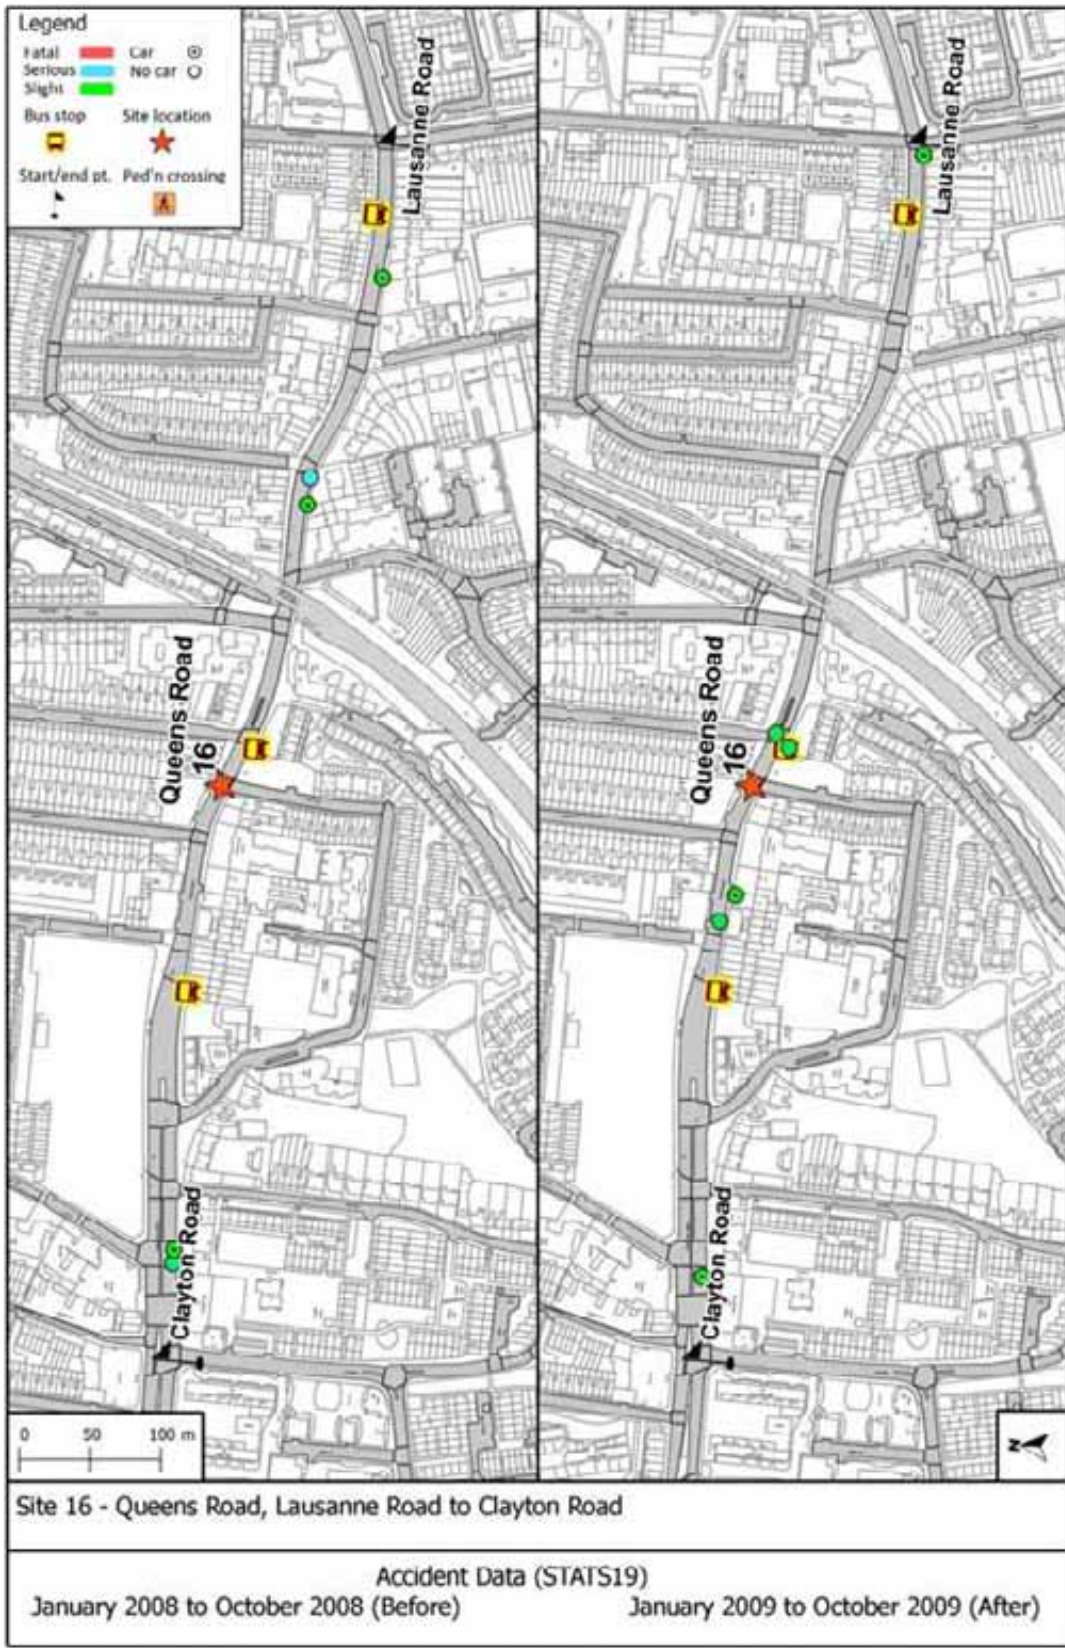 Legend
Fatal Car
Serious No car
Slight
Bus stop Site location
Start/end pt. Ped'n crossing
Lausanne Road
Queens Road
16
Clayton Road
0 50 100 m
Lausanne Road
Queens Road
16
Clayton Road
N
Site 16 - Queens Road, Lausanne Road to Clayton Road
Accident Data (STATS19)
January 2008 to October 2008 (Before) January 2009 to October 2009 (After)